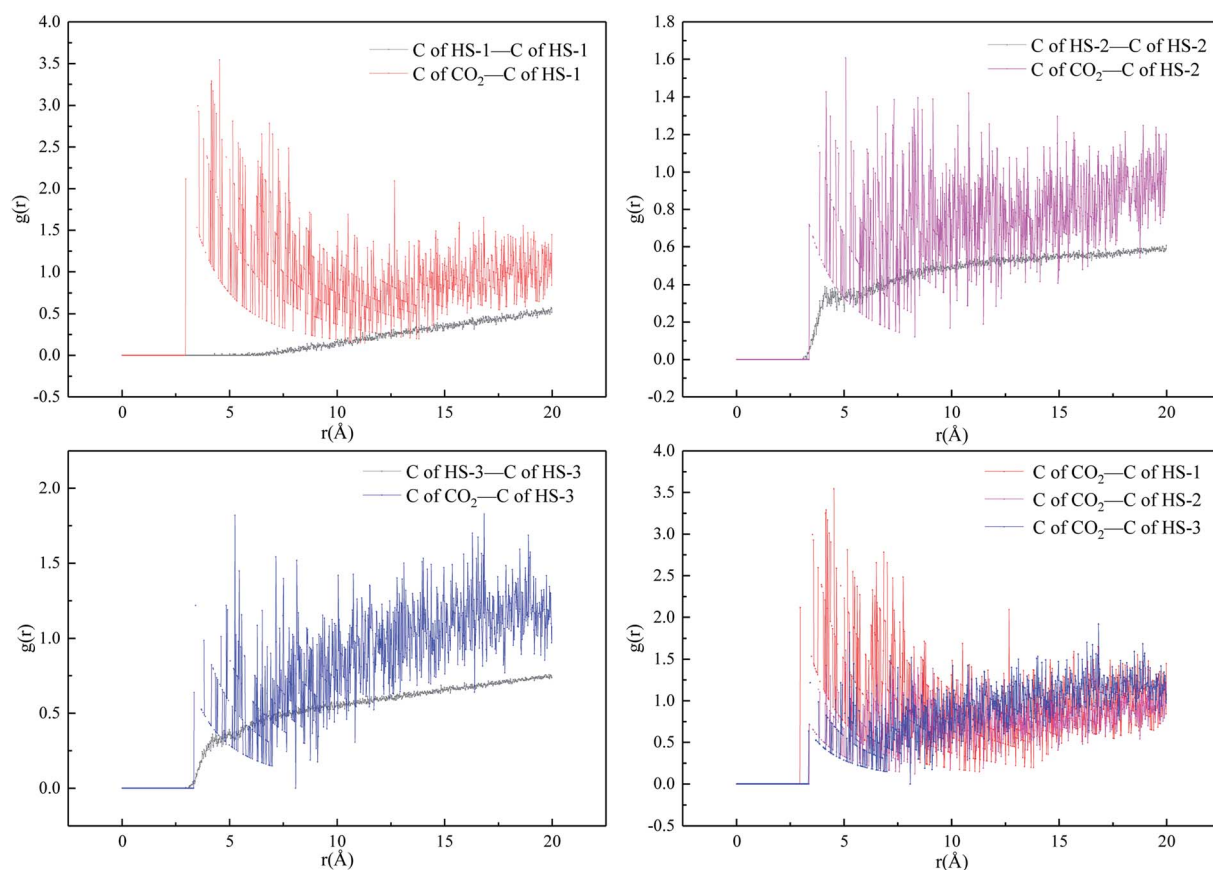 4.0
3.5
3.0
2.5
2.0
1.5
1.0
0.5
0.0
-0.5
g(r)
C of HS-1—C of HS-1
C of CO₂—C of HS-1
0 5 10 15 20
r(Å)
1.8
1.6
1.4
1.2
1.0
0.8
0.6
0.4
0.2
0.0
-0.2
g(r)
C of HS-2—C of HS-2
C of CO₂—C of HS-2
0 5 10 15 20
r(Å)
2.0
1.5
1.0
0.5
0.0
g(r)
C of HS-3—C of HS-3
C of CO₂—C of HS-3
0 5 10 15 20
r(Å)
4.0
3.5
3.0
2.5
2.0
1.5
1.0
0.5
0.0
-0.5
g(r)
C of CO₂—C of HS-1
C of CO₂—C of HS-2
C of CO₂—C of HS-3
0 5 10 15 20
r(Å)